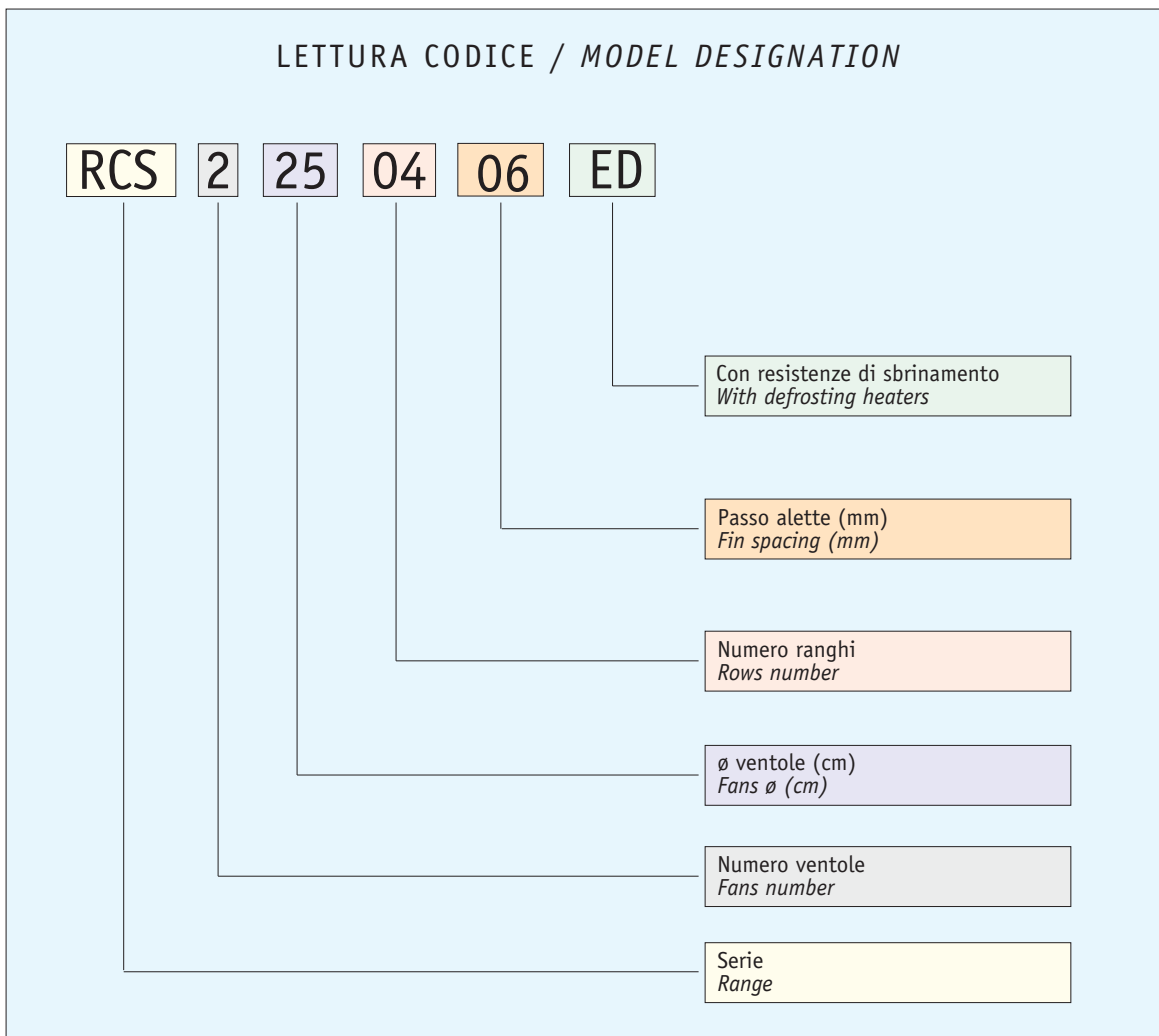 LETTURA CODICE / MODEL DESIGNATION
RCS 2 25 04 06 ED
Con resistenze di sbrinamento
With defrosting heaters
Passo alette (mm)
Fin spacing (mm)
Numero ranghi
Rows number
ø ventole (cm)
Fans ø (cm)
Numero ventole
Fans number
Serie
Range